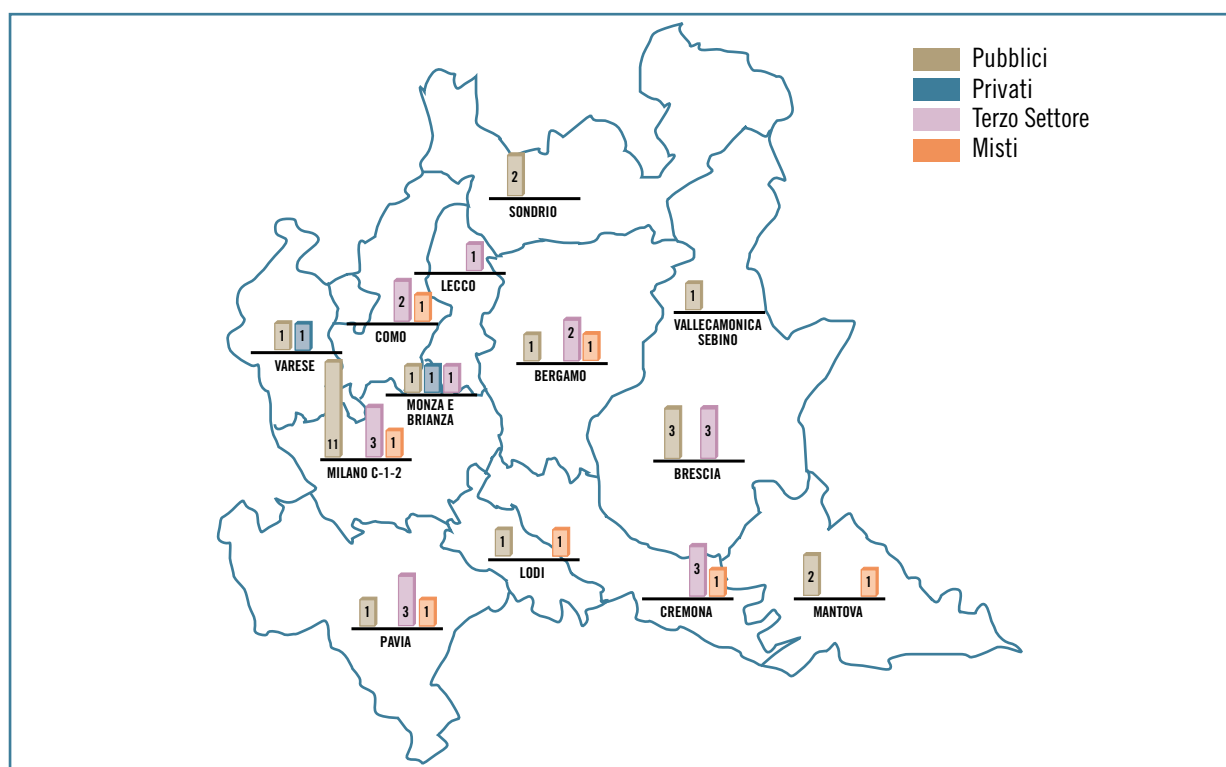 Pubblici
Privati
Terzo Settore
Misti
2
SONDRIO
1
LECCO
2 1
COMO
1
VALLECAMONICA
SEBINO
1 1
VARESE
1 2 1
BERGAMO
1 1 1
MONZA E
BRIANZA
11 3 1
MILANO C-1-2
3 3
BRESCIA
1 1
LODI
3 1
CREMONA
2 1
MANTOVA
1 3 1
PAVIA